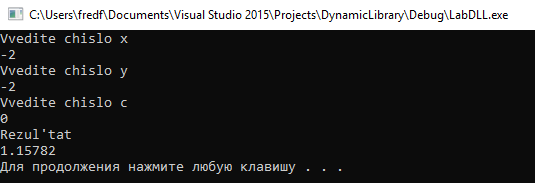 C:\Users\fredf\Documents\Visual Studio 2015\Projects\DynamicLibrary\Debug\LabDLL.exe
Vvedite chislo x
-2
Vvedite chislo y
-2
Vvedite chislo c
0
Rezul'tat
1.15782
Для продолжения нажмите любую клавишу . . .